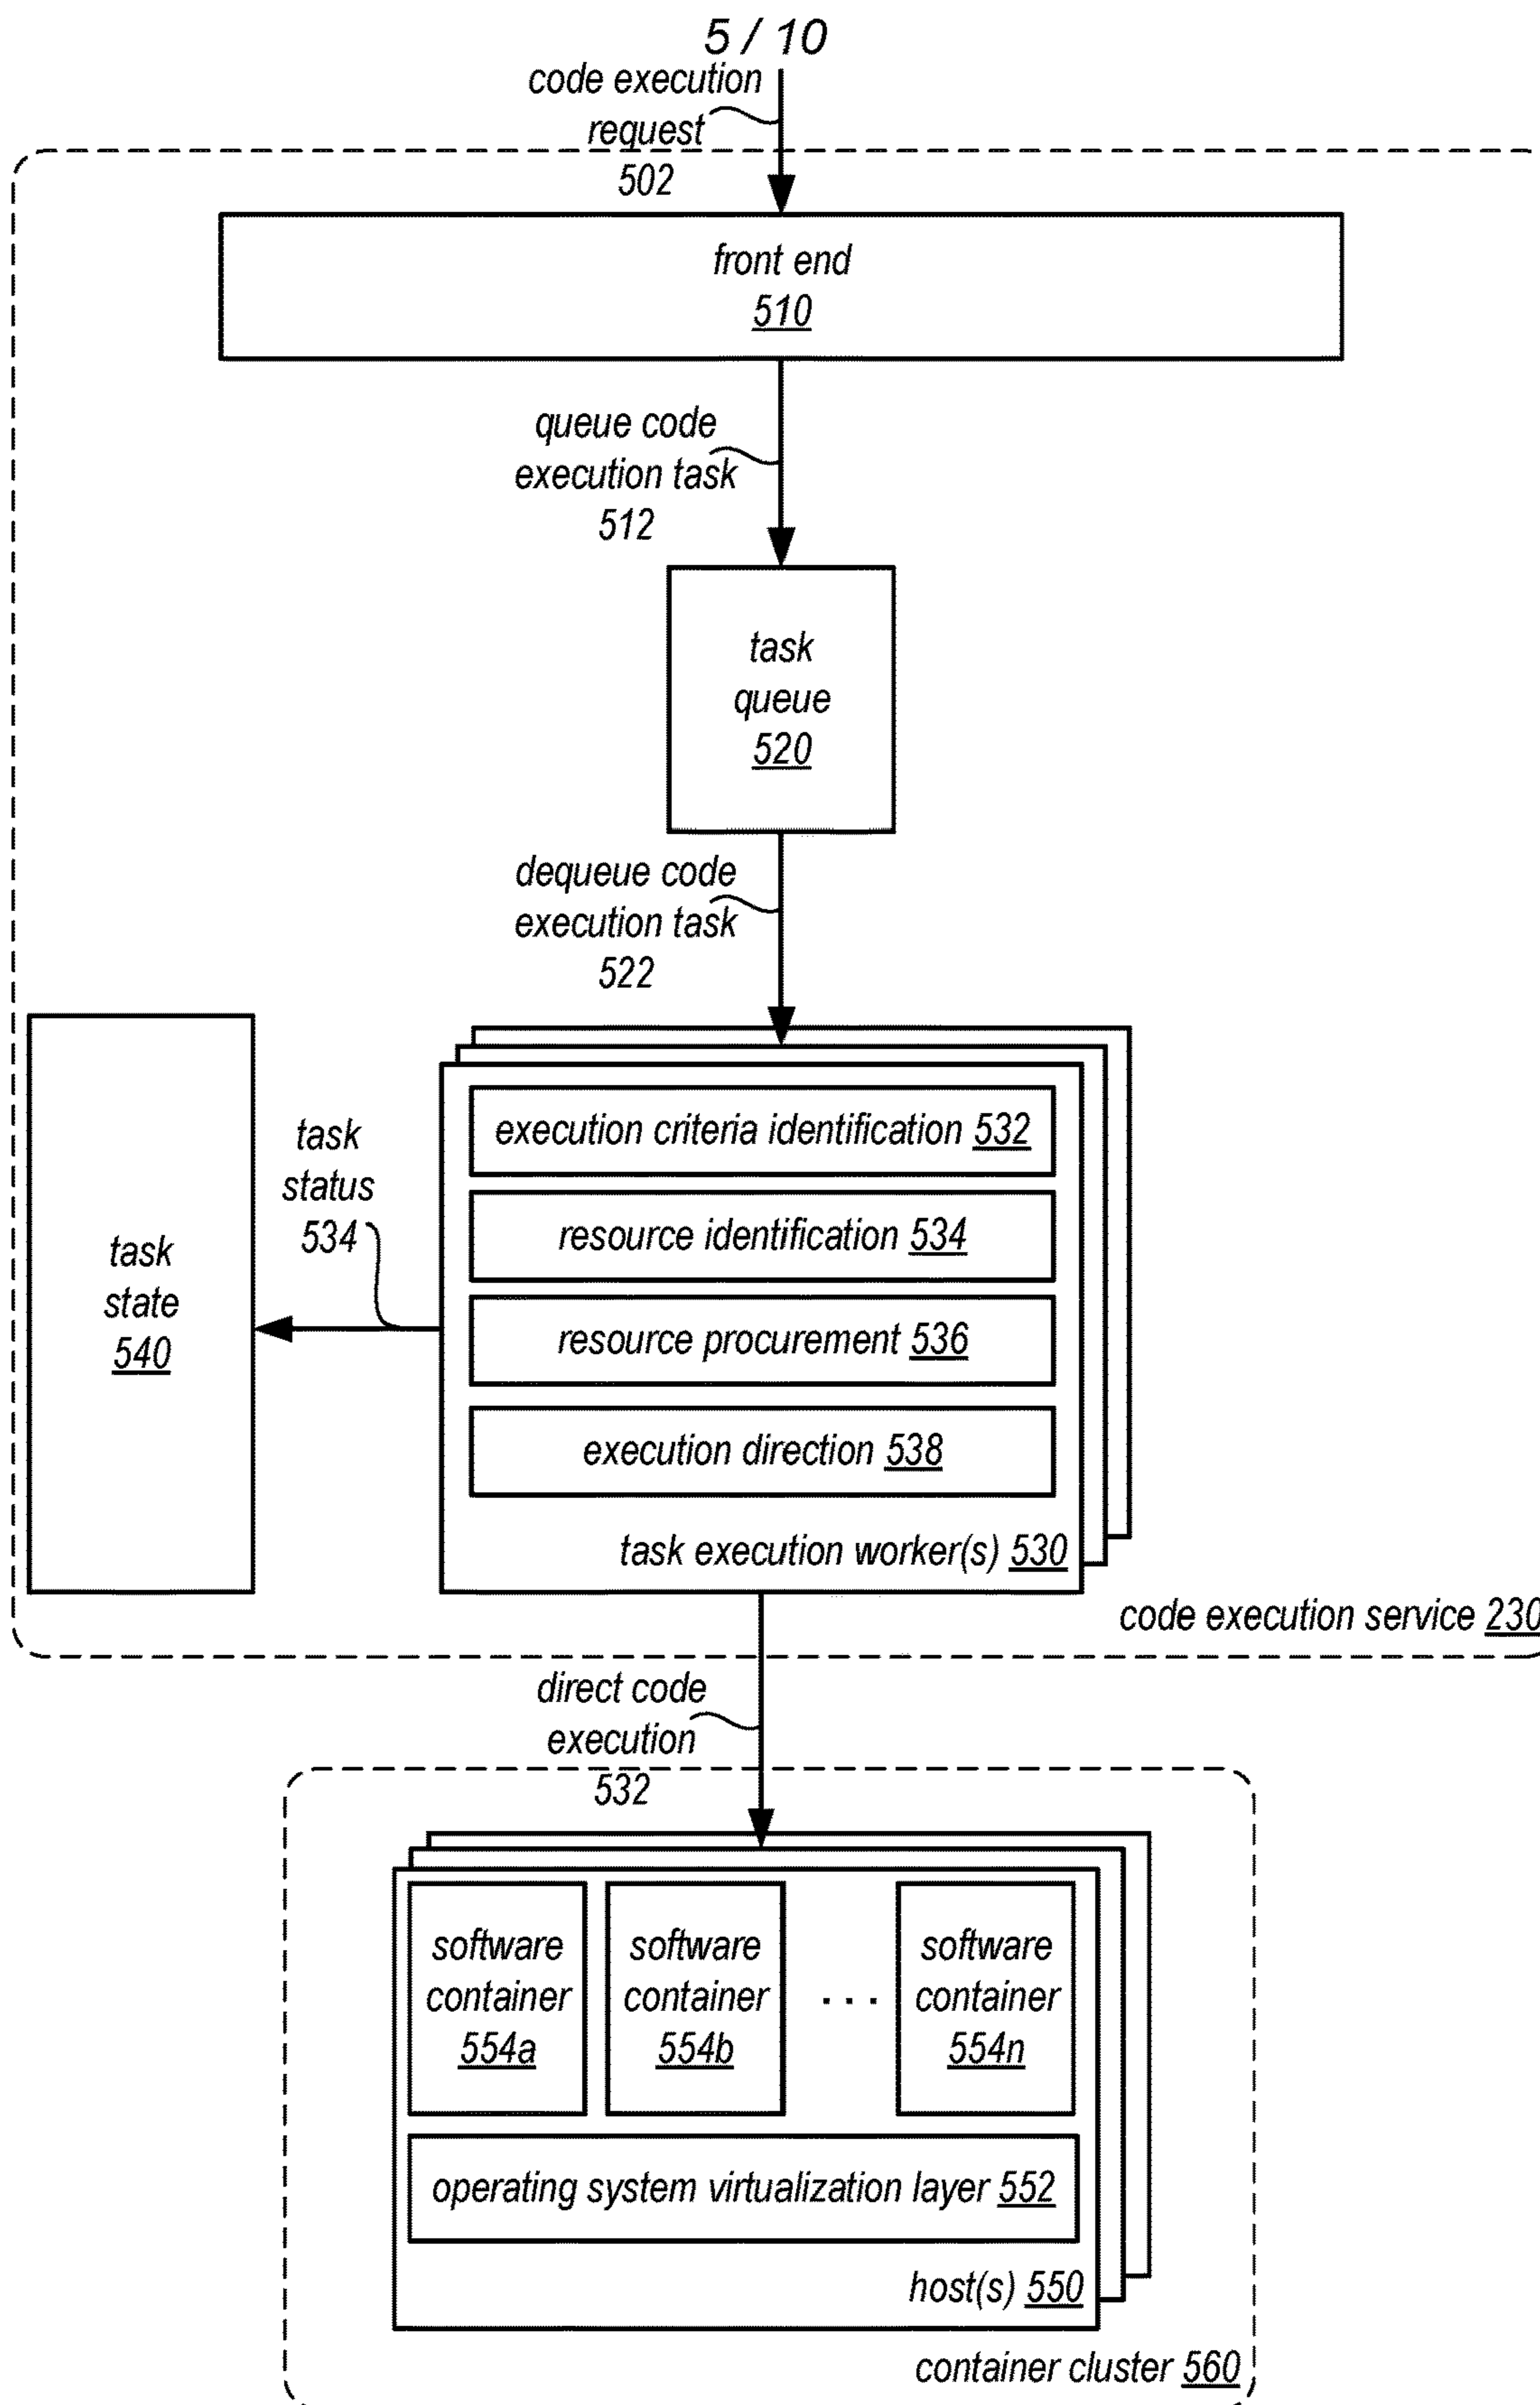 5 / 10
code execution
request
502
front end
510
queue code
execution task
512
task
queue
520
dequeue code
execution task
522
execution criteria identification 532
task
status
534
resource identification 534
task
state
540
resource procurement 536
execution direction 538
task execution worker(s) 530
code execution service 230
direct code
execution
532
software
container
554a
software
container
554b
. . .
software
container
554n
operating system virtualization layer 552
host(s) 550
container cluster 560